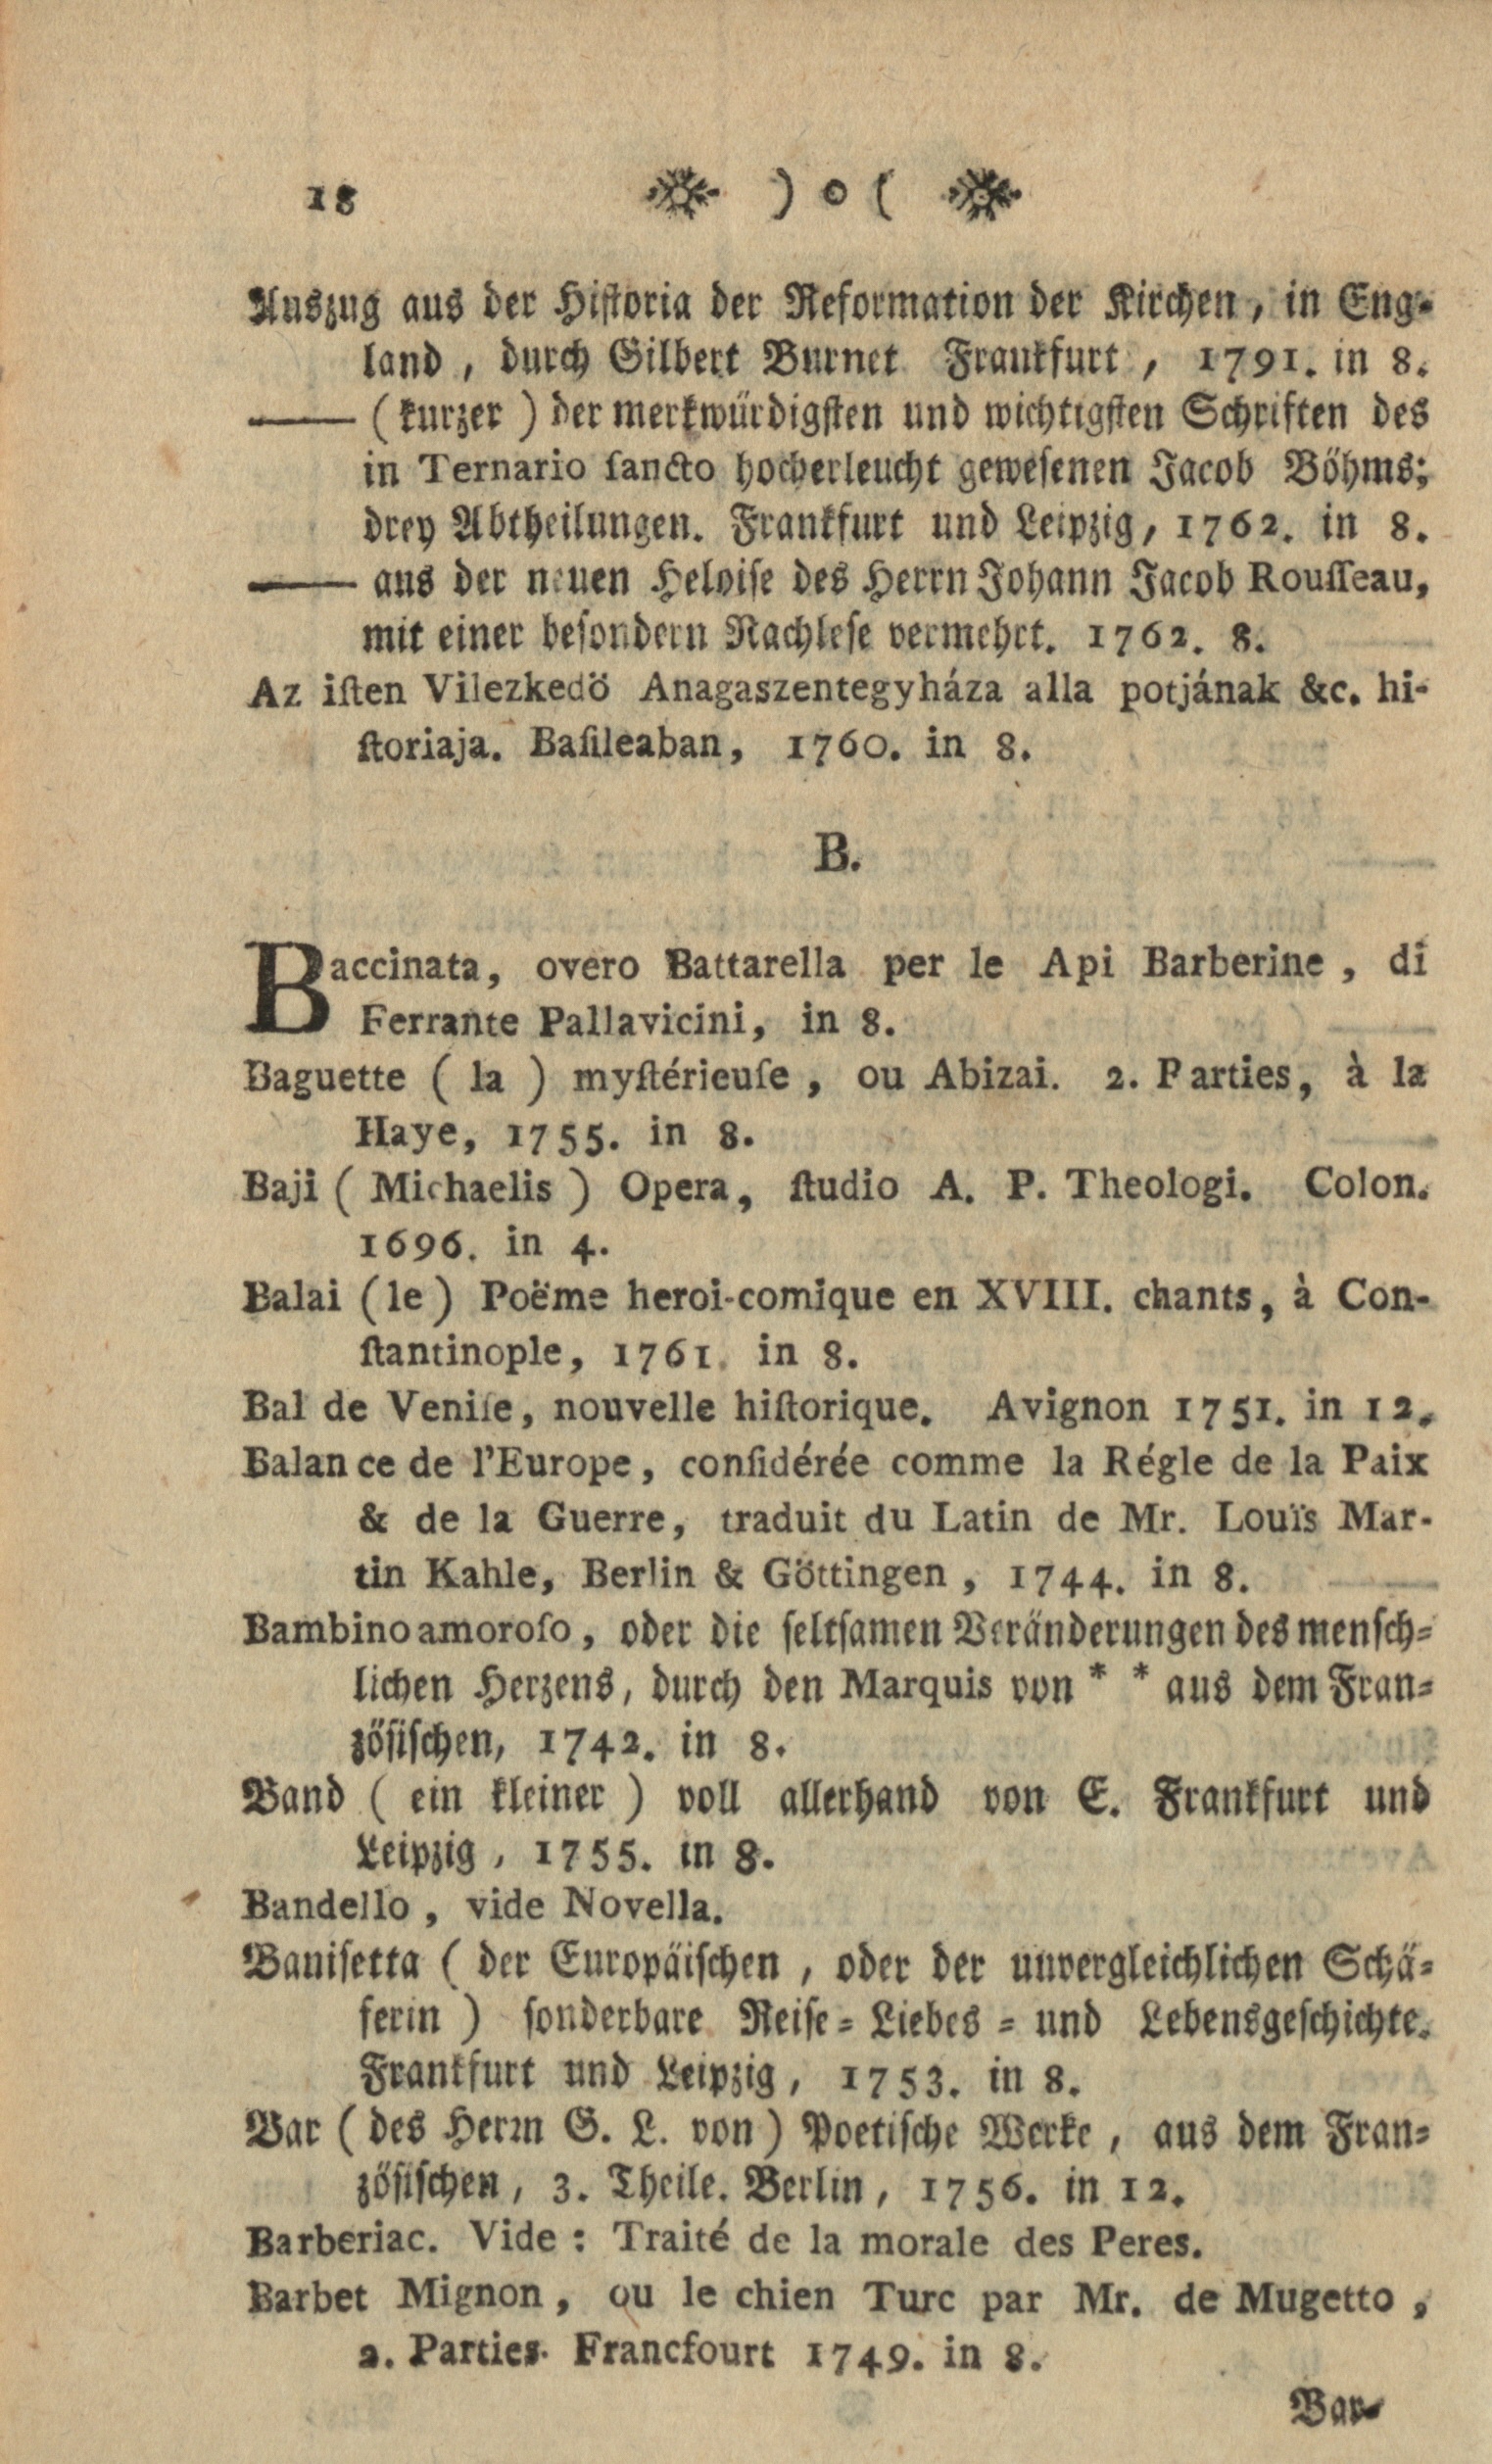 18 ) o (
Auszug aus der Historia der Reformation der Kirchen, in Eng-
land, durch Gilbert Burnet Frankfurt, 1791. in 8.
—— (kurzer) der merkwürdigsten und wichtigsten Schriften des
in Ternario ſancto hocherleucht gewesenen Jacob Böhms;
drey Abtheilungen. Frankfurt und Leipzig, 1762. in 8.
—— aus der neuen Heloise des Herrn Johann Jacob Rouſſeau,
mit einer besondern Nachlese vermehrt. 1762. 8.
Az iſten Vilezkedö Anagaszentegyháza alla potjának &c. hi-
ſtoriaja. Baſileaban, 1760. in 8.
B.
Baccinata, overo Battarella per le Api Barberine, di
Ferrante Pallavicini, in 8.
Baguette (la) myſtérieuſe, ou Abizai. 2. Parties, à la
Haye, 1755. in 8.
Baji (Michaelis) Opera, ſtudio A. P. Theologi. Colon.
1696. in 4.
Balai (le) Poëme heroi-comique en XVIII. chants, à Con-
ſtantinople, 1761. in 8.
Bal de Veniſe, nouvelle hiſtorique. Avignon 1751. in 12.
Balance de l'Europe, conſidérée comme la Régle de la Paix
& de la Guerre, traduit du Latin de Mr. Louïs Mar-
tin Kahle, Berlin & Göttingen, 1744. in 8.
Bambino amoroſo, oder die seltsamen Veränderungen des mensch-
lichen Herzens, durch den Marquis von * * aus dem Fran-
zösischen, 1742. in 8.
Band (ein kleiner) voll allerhand von E. Frankfurt und
Leipzig, 1755. in 8.
Bandello, vide Novella.
Banisetta (der Europäischen, oder der unvergleichlichen Schä-
ferin) sonderbare Reise- Liebes- und Lebensgeschichte.
Frankfurt und Leipzig, 1753. in 8.
Bar (des Herrn G. L. von) Poetische Werke, aus dem Fran-
zösischen, 3. Theile. Berlin, 1756. in 12.
Barberiac. Vide: Traité de la morale des Peres.
Barbet Mignon, ou le chien Turc par Mr. de Mugetto,
2. Parties. Francfourt 1749. in 8.
Bar-